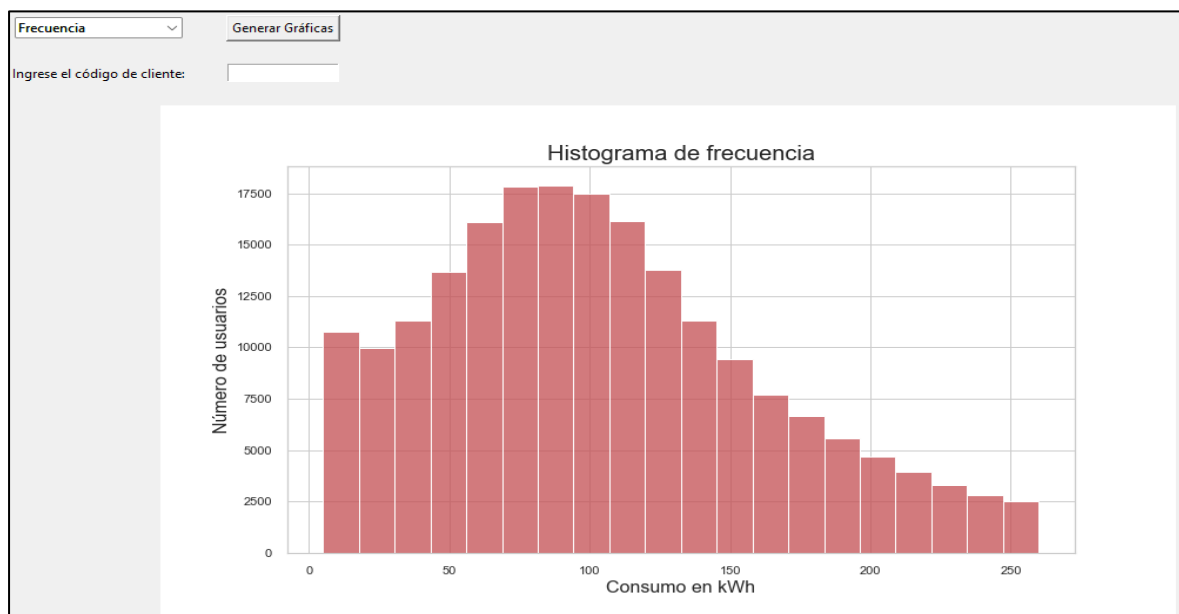 Frecuencia
Generar Gráficas
Ingrese el código de cliente:
Histograma de frecuencia
Número de usuarios
17500
15000
12500
10000
7500
5000
2500
0
0 50 100 150 200 250
Consumo en kWh